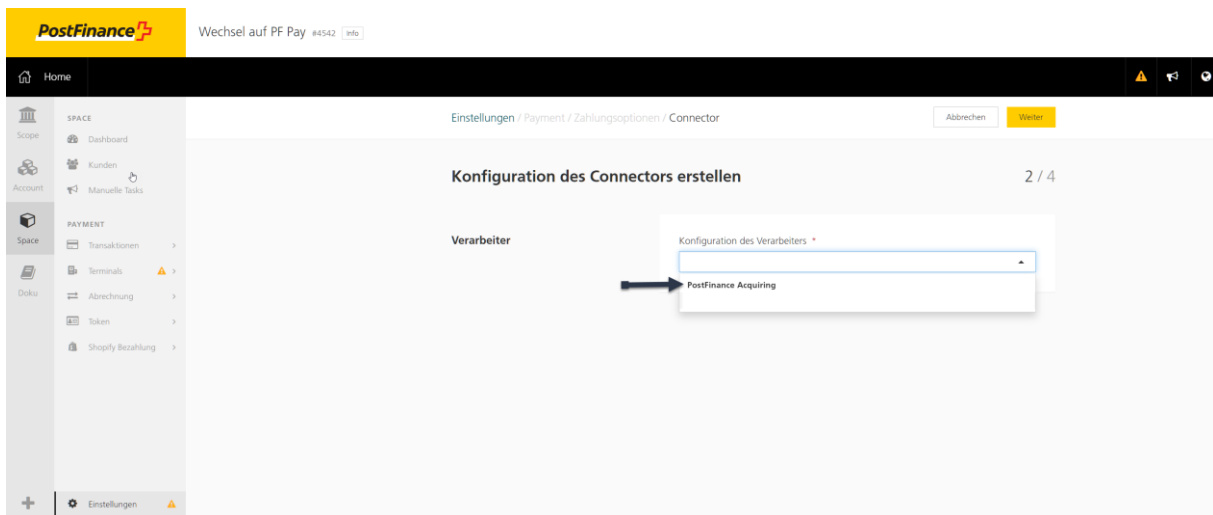 PostFinance
Wechsel auf PF Pay #4542 Info
Home
Scope
Account
Space
Doku
SPACE
Dashboard
Kunden
Manuelle Tasks
PAYMENT
Transaktionen
Terminals
Abrechnung
Token
Shopify Bezahlung
Einstellungen
Einstellungen / Payment / Zahlungsoptionen / Connector
Abbrechen
Weiter
Konfiguration des Connectors erstellen
2 / 4
Verarbeiter
Konfiguration des Verarbeiters *
PostFinance Acquiring